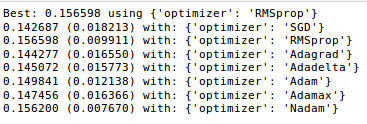 Best: 0.156598 using {'optimizer': 'RMSprop'}
0.142687 (0.018213) with: {'optimizer': 'SGD'}
0.156598 (0.009911) with: {'optimizer': 'RMSprop'}
0.144277 (0.016550) with: {'optimizer': 'Adagrad'}
0.145072 (0.015773) with: {'optimizer': 'Adadelta'}
0.149841 (0.012138) with: {'optimizer': 'Adam'}
0.147456 (0.016366) with: {'optimizer': 'Adamax'}
0.156200 (0.007670) with: {'optimizer': 'Nadam'}